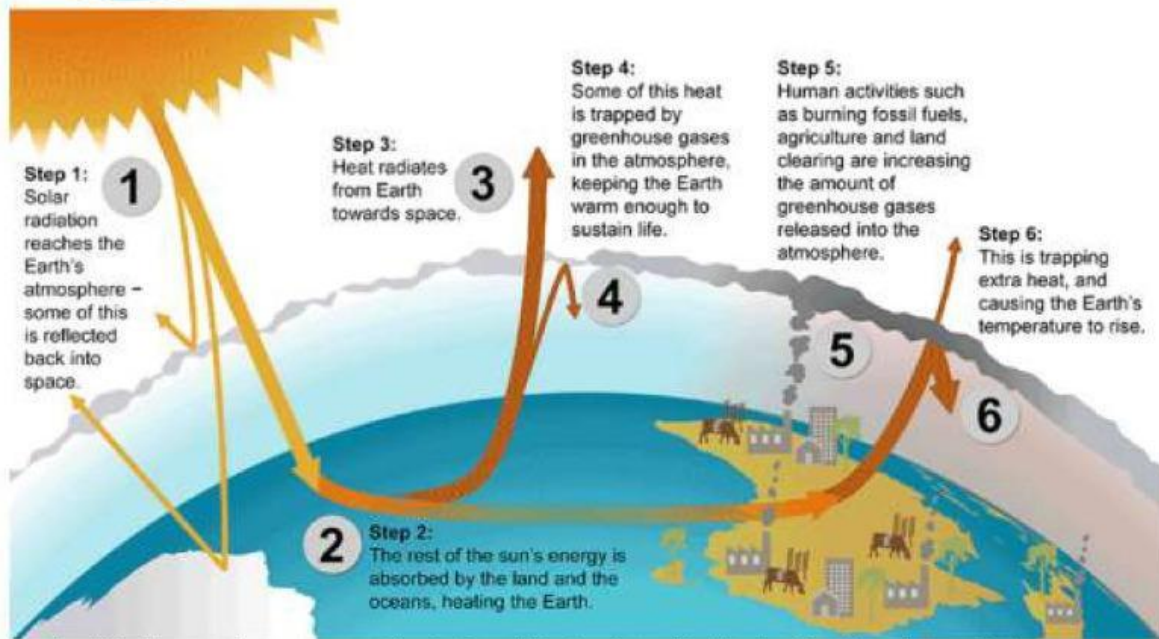 Step 1:
Solar
radiation
reaches the
Earth's
atmosphere –
some of this
is reflected
back into
space.
1
2
Step 2:
The rest of the sun's energy is
absorbed by the land and the
oceans, heating the Earth.
Step 3:
Heat radiates
from Earth
towards space.
3
Step 4:
Some of this heat
is trapped by
greenhouse gases
in the atmosphere,
keeping the Earth
warm enough to
sustain life.
4
Step 5:
Human activities such
as burning fossil fuels,
agriculture and land
clearing are increasing
the amount of
greenhouse gases
released into the
atmosphere.
5
Step 6:
This is trapping
extra heat, and
causing the Earth's
temperature to rise.
6